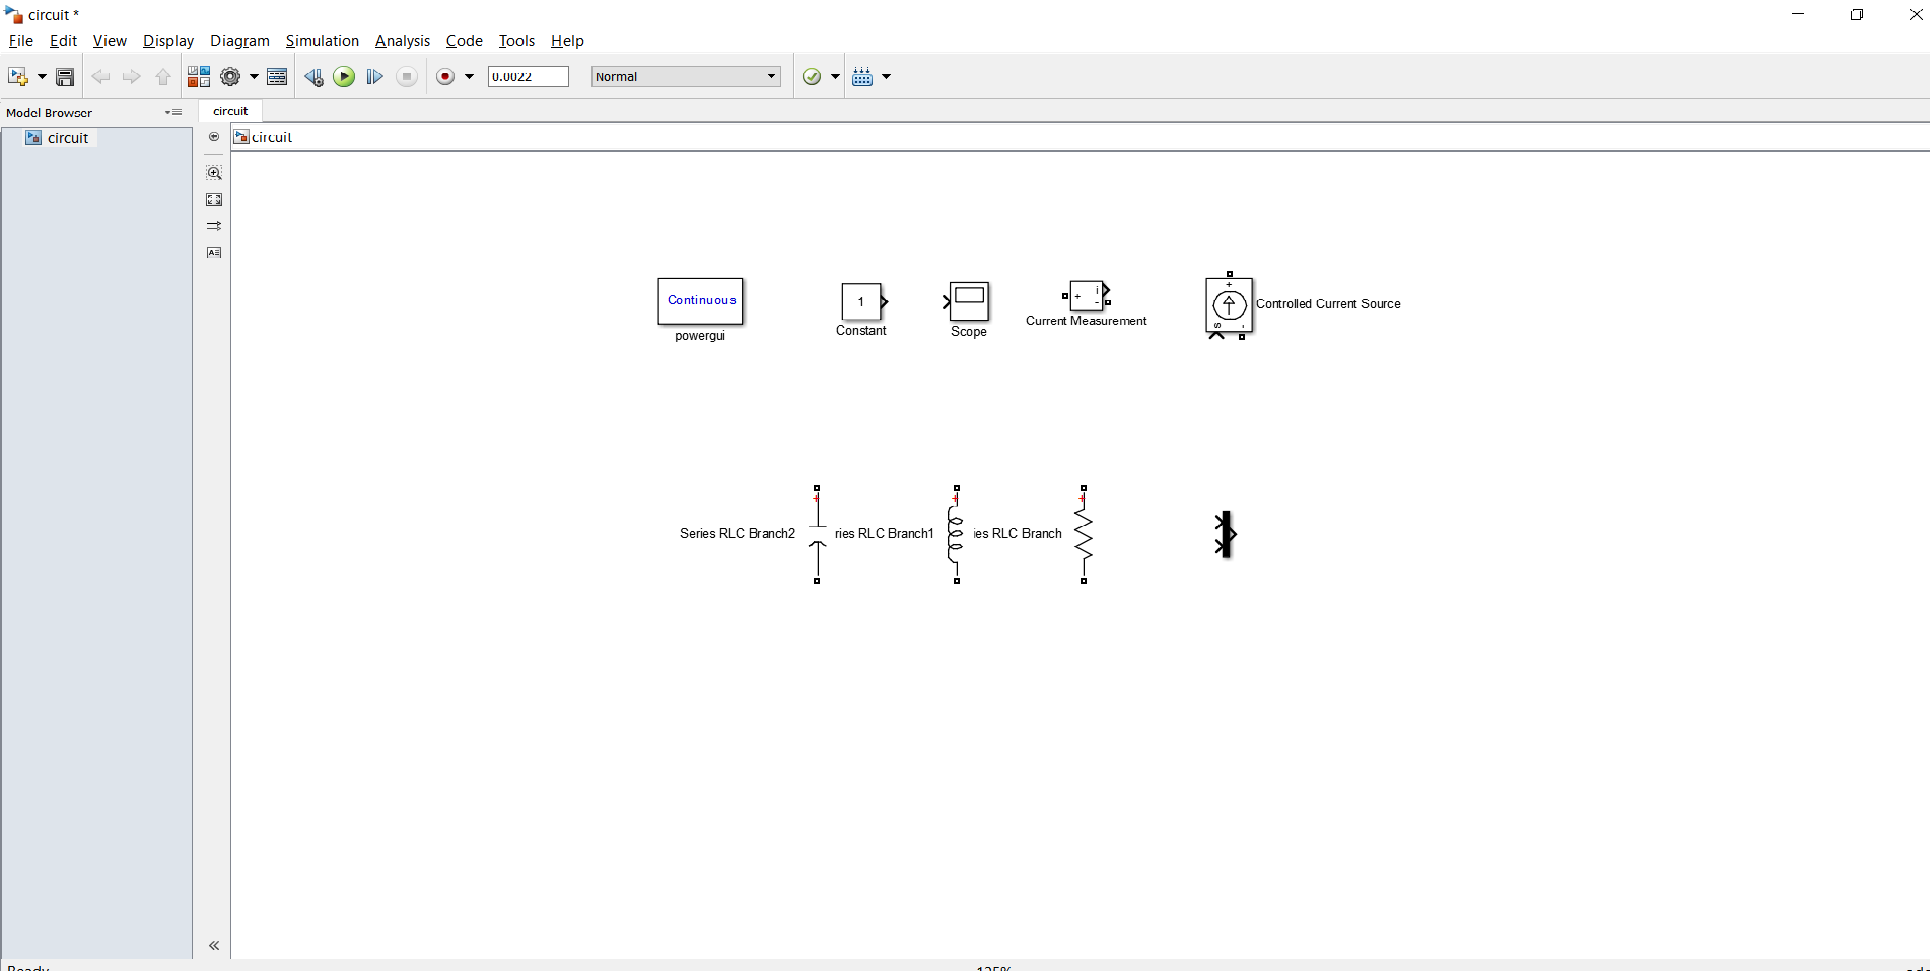 circuit *
File Edit View Display Diagram Simulation Analysis Code Tools Help
0.0022 Normal
Model Browser
circuit
circuit
circuit
A
Continuous
powergui
1
Constant
Scope
+ i -
Current Measurement
+ s -
Controlled Current Source
+ + +
Series RLC Branch2 ries RLC Branch1 ies RLC Branch